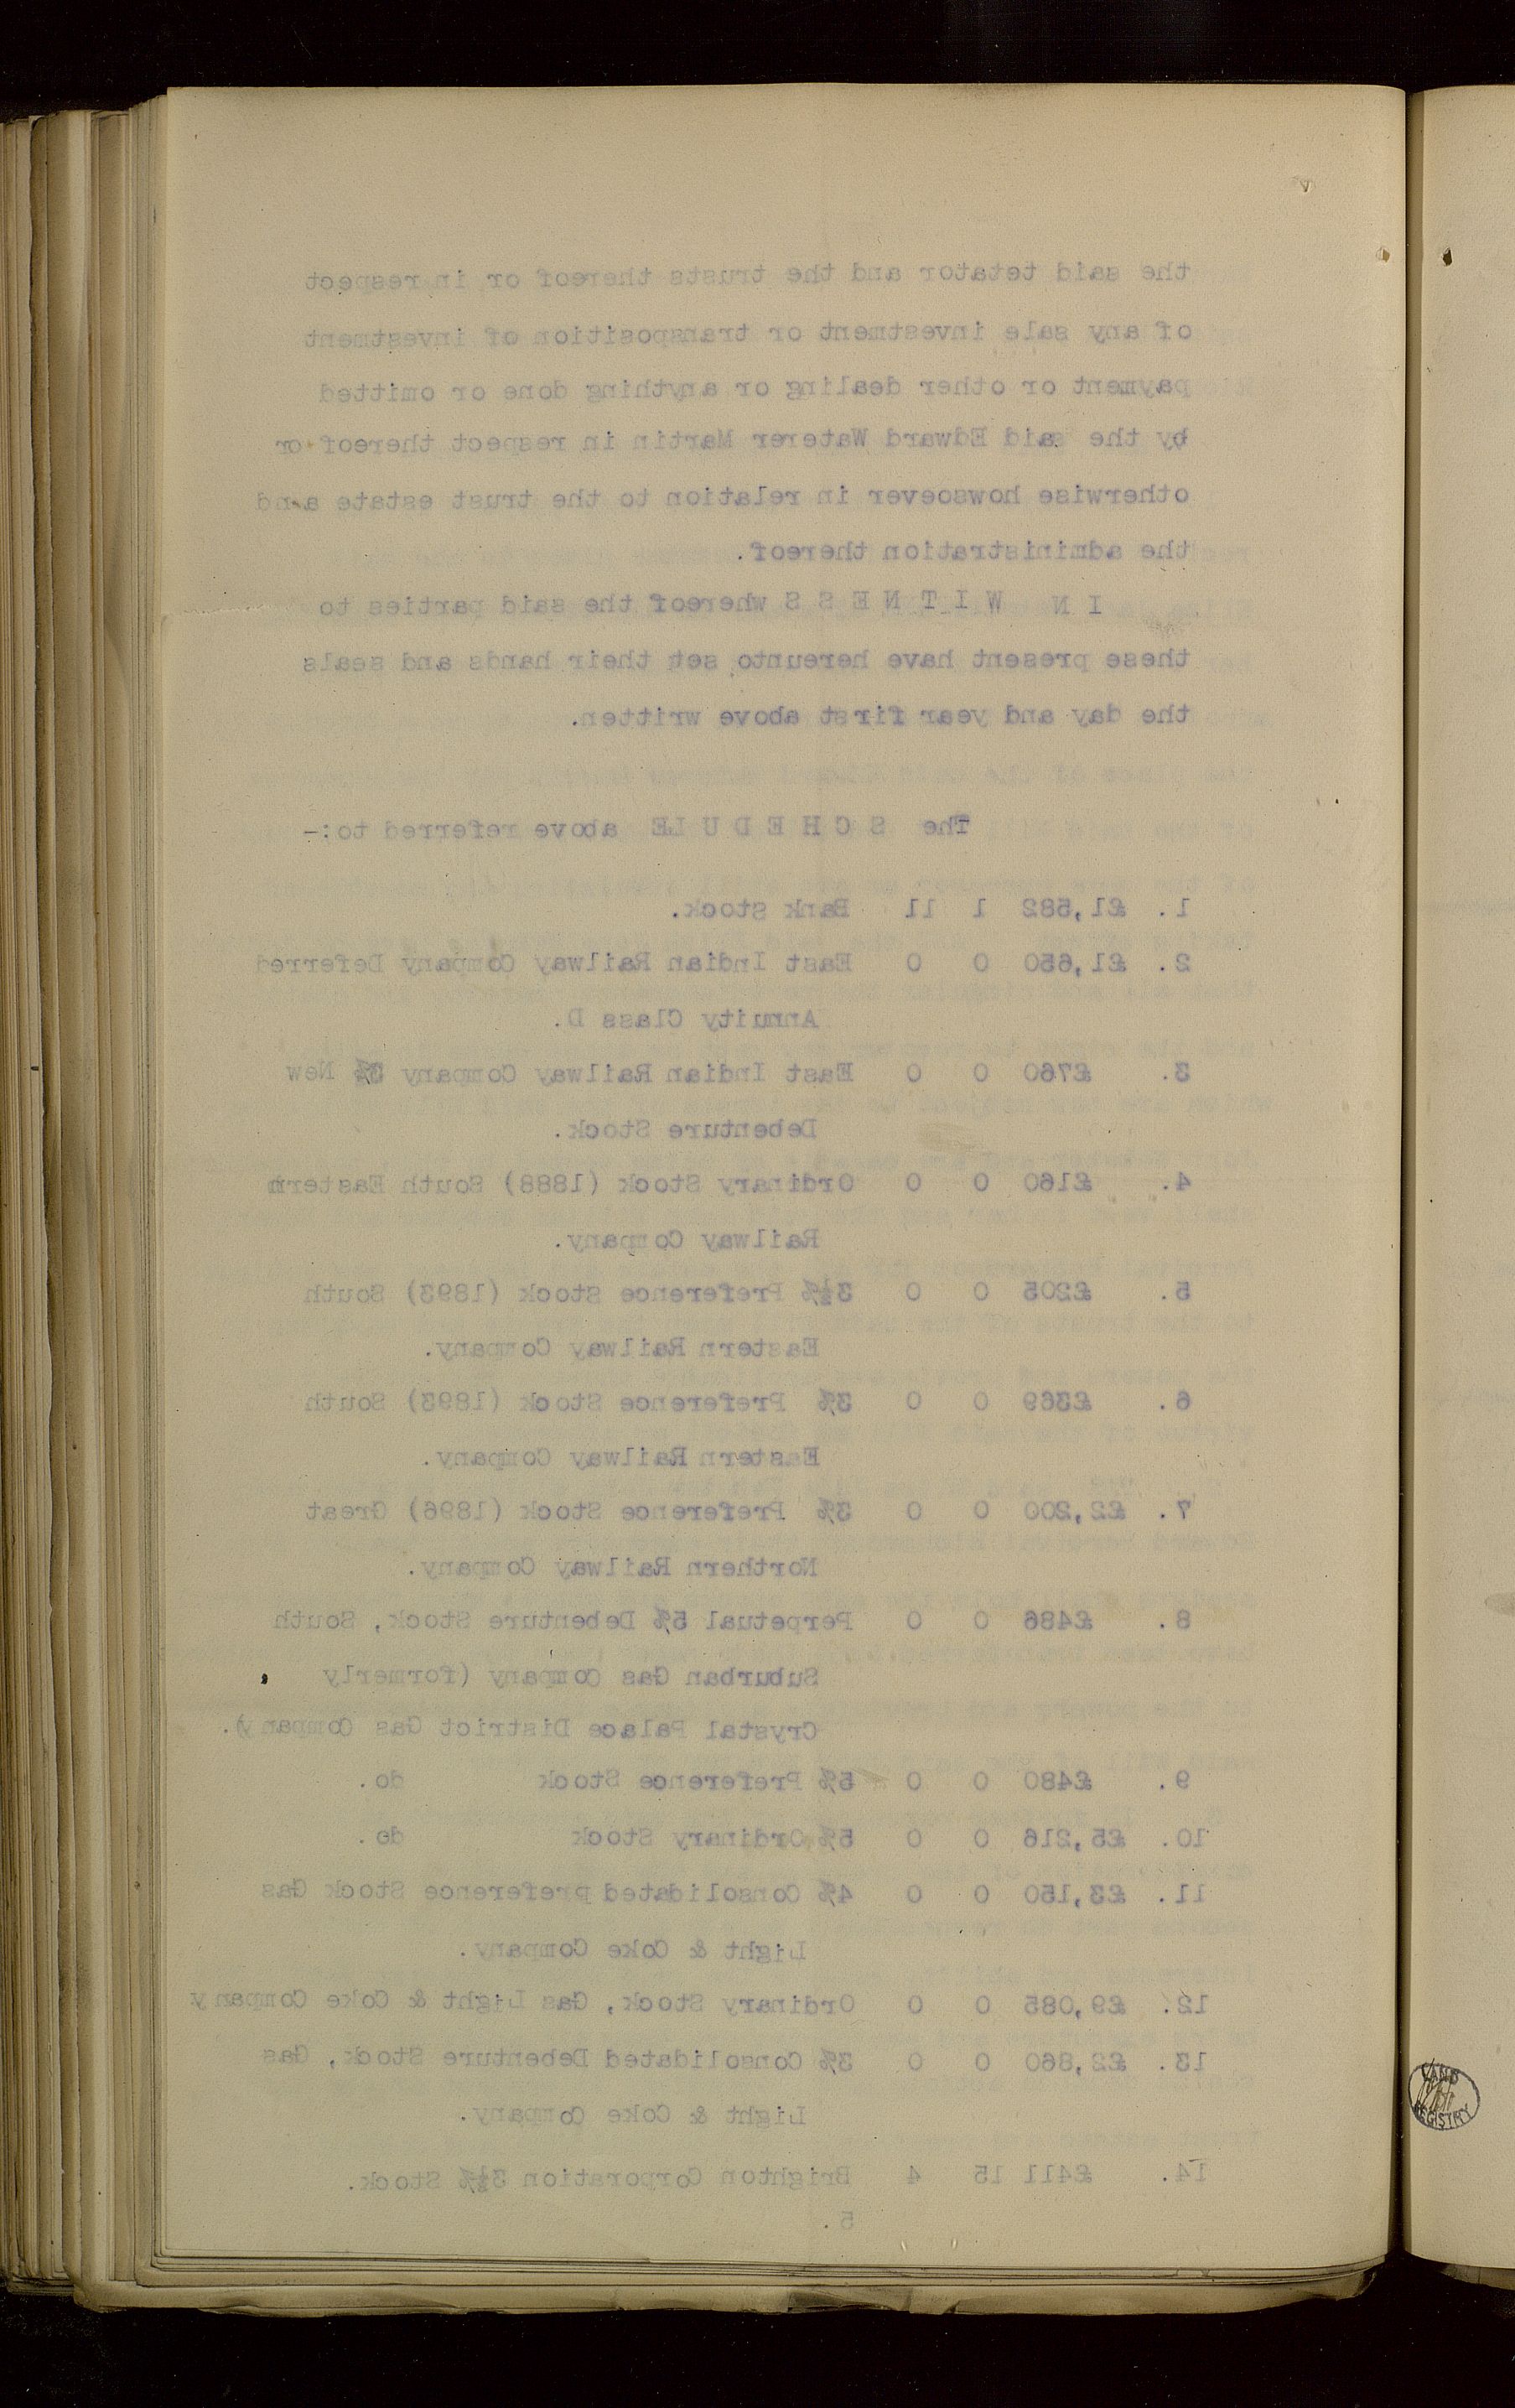 the said tetator and the trusts thereof or in respect
of any sale investment or transposition of investment
payment or other dealing or anything done or omitted
by the said Edward Waterer Martin in respect thereof or
otherwise howsoever in relation to the trust estate and
the administration thereof.
IN WITNESS whereof the said parties to
these present have hereunto set their hands and seals
the day and year first above written.
The SCHEDULE above referred to:-
1. £1,582 1 11 Bank stock.
2. £1,650 0 0 East Indian Railway Company Deferred
Annuity Class D.
3. £760 0 0 East Indian Railway Company 3% New
Debenture Stock.
4. £160 0 0 Ordinary Stock (1888) South Eastern
Railway Company.
5. £205 0 0 3½% Preference Stock (1893) South
Eastern Railway Company.
6. £369 0 0 3% Preference Stock (1893) South
Eastern Railway Company.
7. £2,200 0 0 3% Preference Stock (1896) Great
Northern Railway Company.
8. £486 0 0 Perpetual 5% Debenture Stock, South
Suburban Gas Company (formerly
Crystal Palace District Gas Company).
9. £480 0 0 5% Preference Stock do.
10. £5,216 0 0 5% Ordinary Stock do.
11. £3,150 0 0 4% Consolidated preference Stock Gas
Light & Coke Company.
12. £9,085 0 0 Ordinary Stock, Gas Light & Coke Company
13. £2,860 0 0 3% Consolidated Debenture Stock, Gas
Light & Coke Company.
14. £411 15 4 Brighton Corporation 3½% Stock.
5.
LAND
REGISTRY